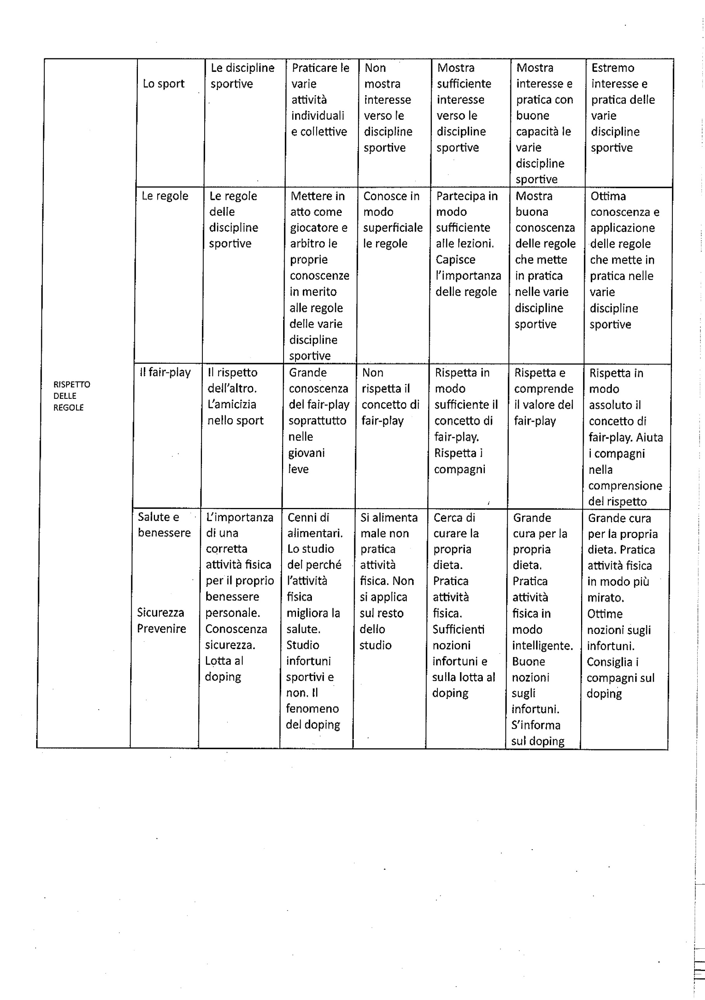 Lo sport
Le discipline
sportive
Praticare le
varie
attività
individuali
e collettive
Non
mostra
interesse
verso le
discipline
sportive
Mostra
sufficiente
interesse
verso le
discipline
sportive
Mostra
interesse e
pratica con
buone
capacità le
varie
discipline
sportive
Estremo
interesse e
pratica delle
varie
discipline
sportive
Le regole
Le regole
delle
discipline
sportive
Mettere in
atto come
giocatore e
arbitro le
proprie
conoscenze
in merito
alle regole
delle varie
discipline
sportive
Conosce in
modo
superficiale
le regole
Partecipa in
modo
sufficiente
alle lezioni.
Capisce
l'importanza
delle regole
Mostra
buona
conoscenza
delle regole
che mette
in pratica
nelle varie
discipline
sportive
Ottima
conoscenza e
applicazione
delle regole
che mette in
pratica nelle
varie
discipline
sportive
RISPETTO
DELLE
REGOLE
Il fair-play
Il rispetto
dell'altro.
L'amicizia
nello sport
Grande
conoscenza
del fair-play
soprattutto
nelle
giovani
leve
Non
rispetta il
concetto di
fair-play
Rispetta in
modo
sufficiente il
concetto di
fair-play.
Rispetta i
compagni
Rispetta e
comprende
il valore del
fair-play
Rispetta in
modo
assoluto il
concetto di
fair-play. Aiuta
i compagni
nella
comprensione
del rispetto
Salute e
benessere
Sicurezza
Prevenire
L'importanza
di una
corretta
attività fisica
per il proprio
benessere
personale.
Conoscenza
sicurezza.
Lotta al
doping
Cenni di
alimentari.
Lo studio
del perché
l'attività
fisica
migliora la
salute.
Studio
infortuni
sportivi e
non. Il
fenomeno
del doping
Si alimenta
male non
pratica
attività
fisica. Non
si applica
sul resto
dello
studio
Cerca di
curare la
propria
dieta.
Pratica
attività
fisica.
Sufficienti
nozioni
infortuni e
sulla lotta al
doping
Grande
cura per la
propria
dieta.
Pratica
attività
fisica in
modo
intelligente.
Buone
nozioni
sugli
infortuni.
S'informa
sul doping
Grande cura
per la propria
dieta. Pratica
attività fisica
in modo più
mirato.
Ottime
nozioni sugli
infortuni.
Consiglia i
compagni sul
doping